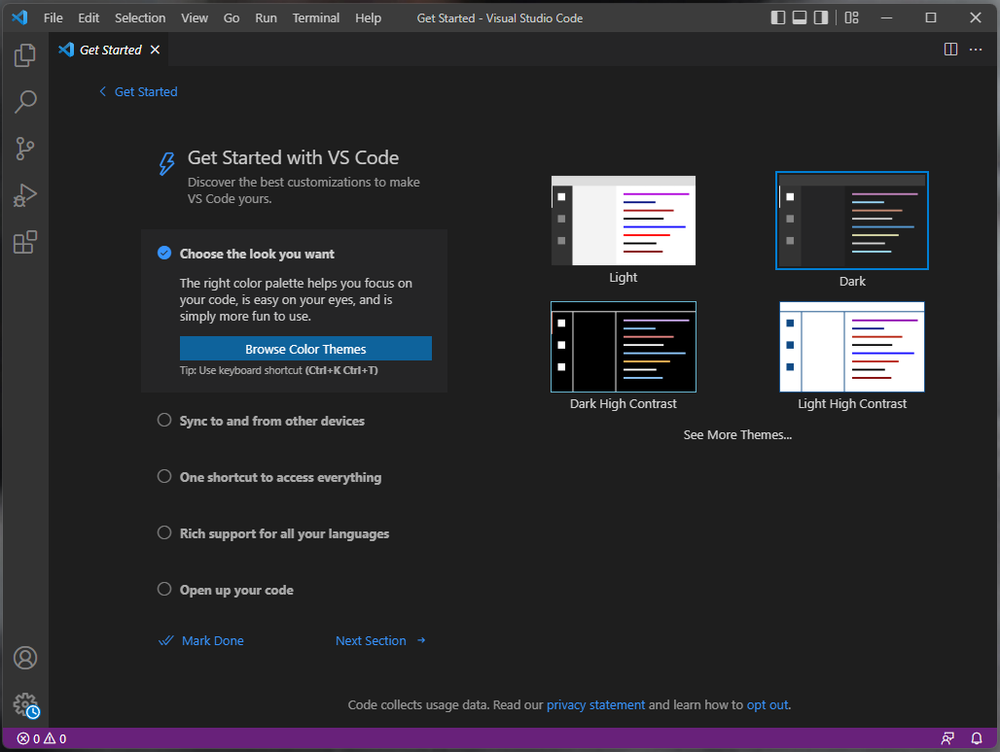 File Edit Selection View Go Run Terminal Help Get Started - Visual Studio Code
Get Started
Get Started
Get Started with VS Code
Discover the best customizations to make
VS Code yours.
Choose the look you want
The right color palette helps you focus on
your code, is easy on your eyes, and is
simply more fun to use.
Browse Color Themes
Tip: Use keyboard shortcut (Ctrl+K Ctrl+T)
Sync to and from other devices
One shortcut to access everything
Rich support for all your languages
Open up your code
Mark Done Next Section
Light
Dark
Dark High Contrast
Light High Contrast
See More Themes...
Code collects usage data. Read our privacy statement and learn how to opt out.
0 0